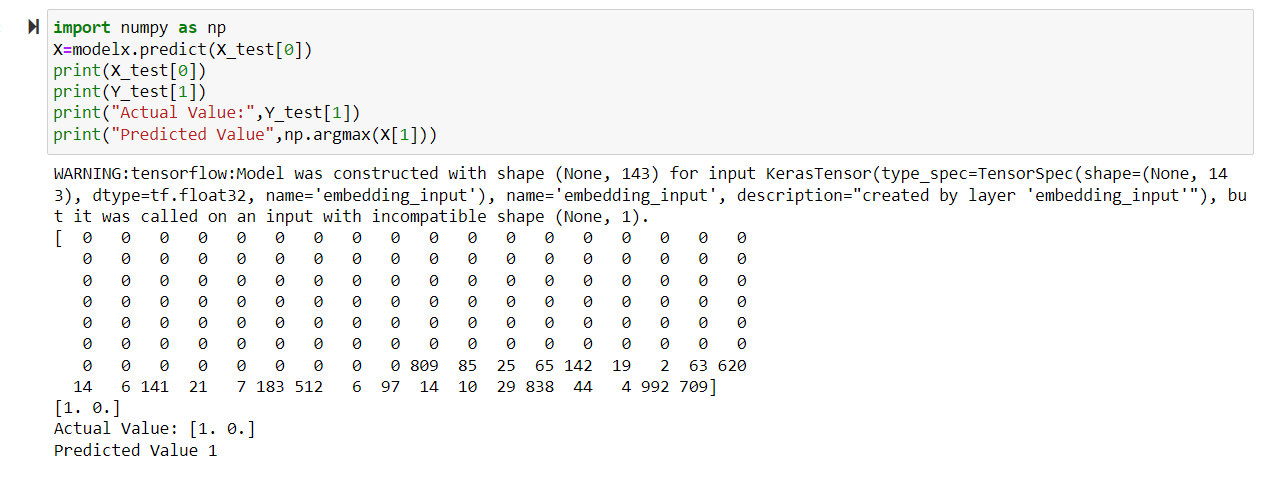 import numpy as np
X=modelx.predict(X_test[0])
print(X_test[0])
print(Y_test[1])
print("Actual Value:",Y_test[1])
print("Predicted Value",np.argmax(X[1]))
WARNING:tensorflow:Model was constructed with shape (None, 143) for input KerasTensor(type_spec=TensorSpec(shape=(None, 14
3), dtype=tf.float32, name='embedding_input'), name='embedding_input', description="created by layer 'embedding_input'"), bu
t it was called on an input with incompatible shape (None, 1).
[  0   0   0   0   0   0   0   0   0   0   0   0   0   0   0   0   0   0
   0   0   0   0   0   0   0   0   0   0   0   0   0   0   0   0   0   0
   0   0   0   0   0   0   0   0   0   0   0   0   0   0   0   0   0   0
   0   0   0   0   0   0   0   0   0   0   0   0   0   0   0   0   0   0
   0   0   0   0   0   0   0   0   0   0   0   0   0   0   0   0   0   0
   0   0   0   0   0   0   0   0   0   0   0   0   0   0   0   0   0   0
   0   0   0   0   0   0   0   0   0 809  85  25  65 142  19   2  63 620
  14   6 141  21   7 183 512   6  97  14  10  29 838  44   4 992 709]
[1. 0.]
Actual Value: [1. 0.]
Predicted Value 1